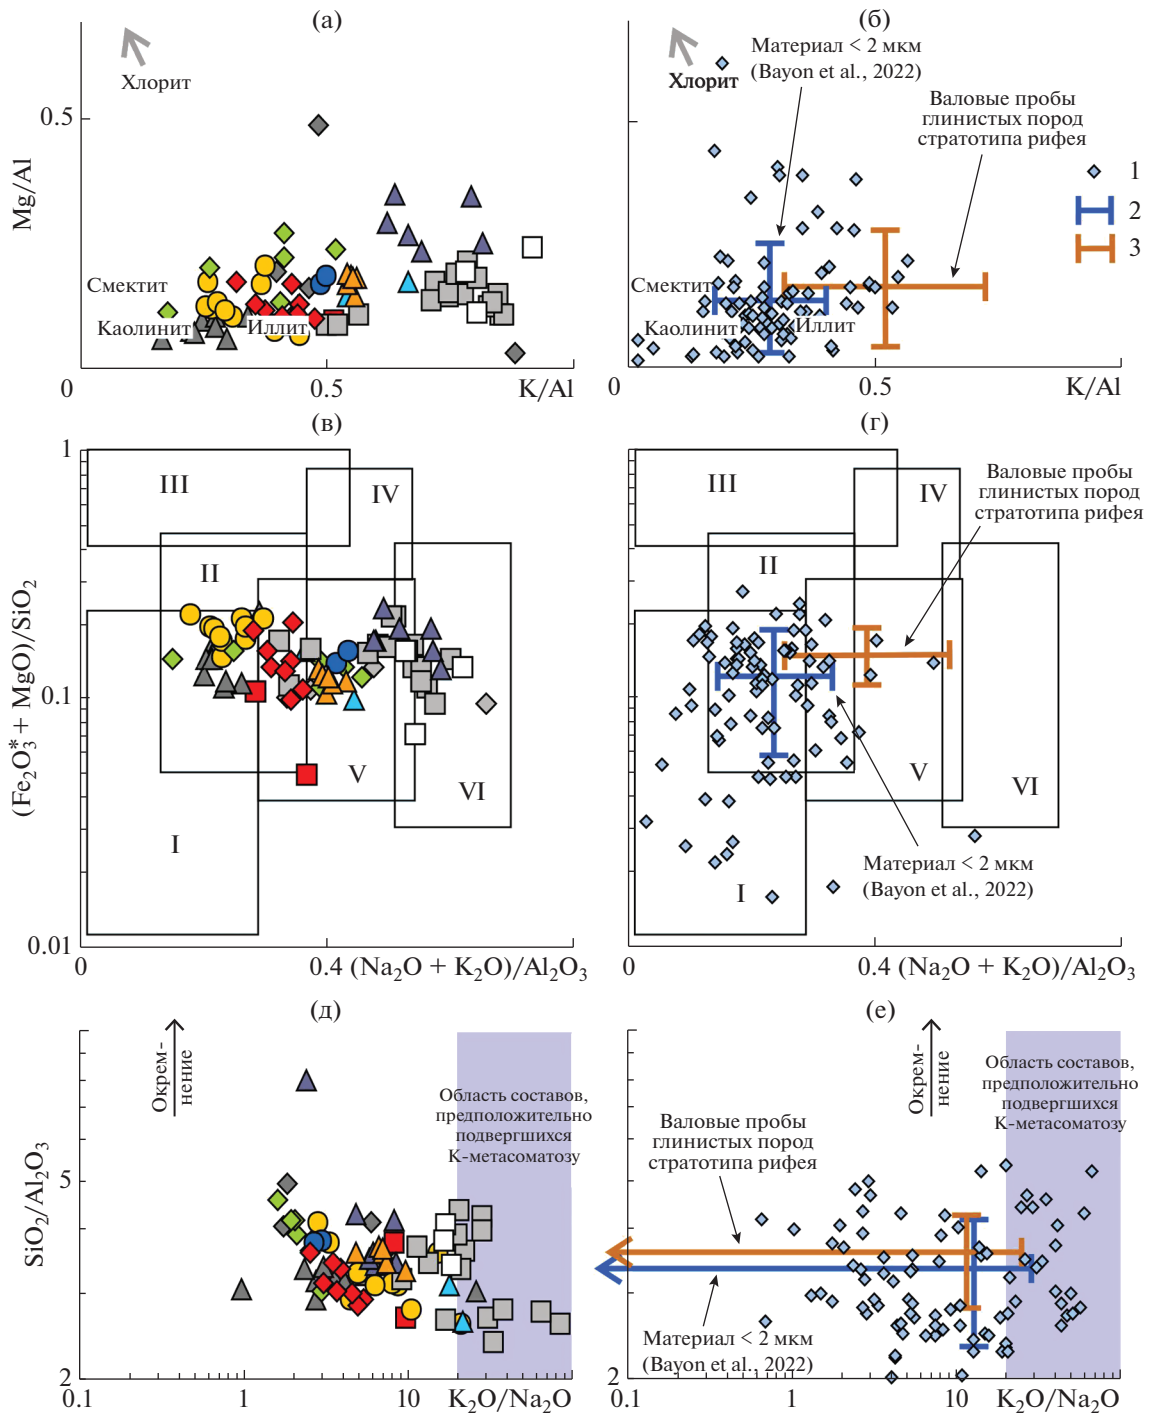 (а)
Хлорит
0.5
Mg/Al
Смектит
Каолинит
Иллит
0
0.5
K/Al
(б)
Материал < 2 мкм
(Bayon et al., 2022)
Хлорит
Валовые пробы
глинистых пород
стратотипа рифея
1
2
3
Смектит
Каолинит
Иллит
0
0.5
K/Al
(в)
1
III
IV
II
(Fe₂O₃* + MgO)/SiO₂
0.1
V
VI
I
0.01
0
0.4
(Na₂O + K₂O)/Al₂O₃
(г)
III
IV
Валовые пробы
глинистых пород
стратотипа рифея
II
V
VI
Материал < 2 мкм
(Bayon et al., 2022)
I
0
0.4
(Na₂O + K₂O)/Al₂O₃
(д)
Окрем-
нение
Область составов,
предположительно
подвергшихся
К-метасоматозу
SiO₂/Al₂O₃
5
2
0.1
1
10
K₂O/Na₂O
(е)
Окрем-
нение
Область составов,
предположительно
подвергшихся
К-метасоматозу
Валовые пробы
глинистых пород
стратотипа рифея
Материал < 2 мкм
(Bayon et al., 2022)
2
0.1
1
10
K₂O/Na₂O